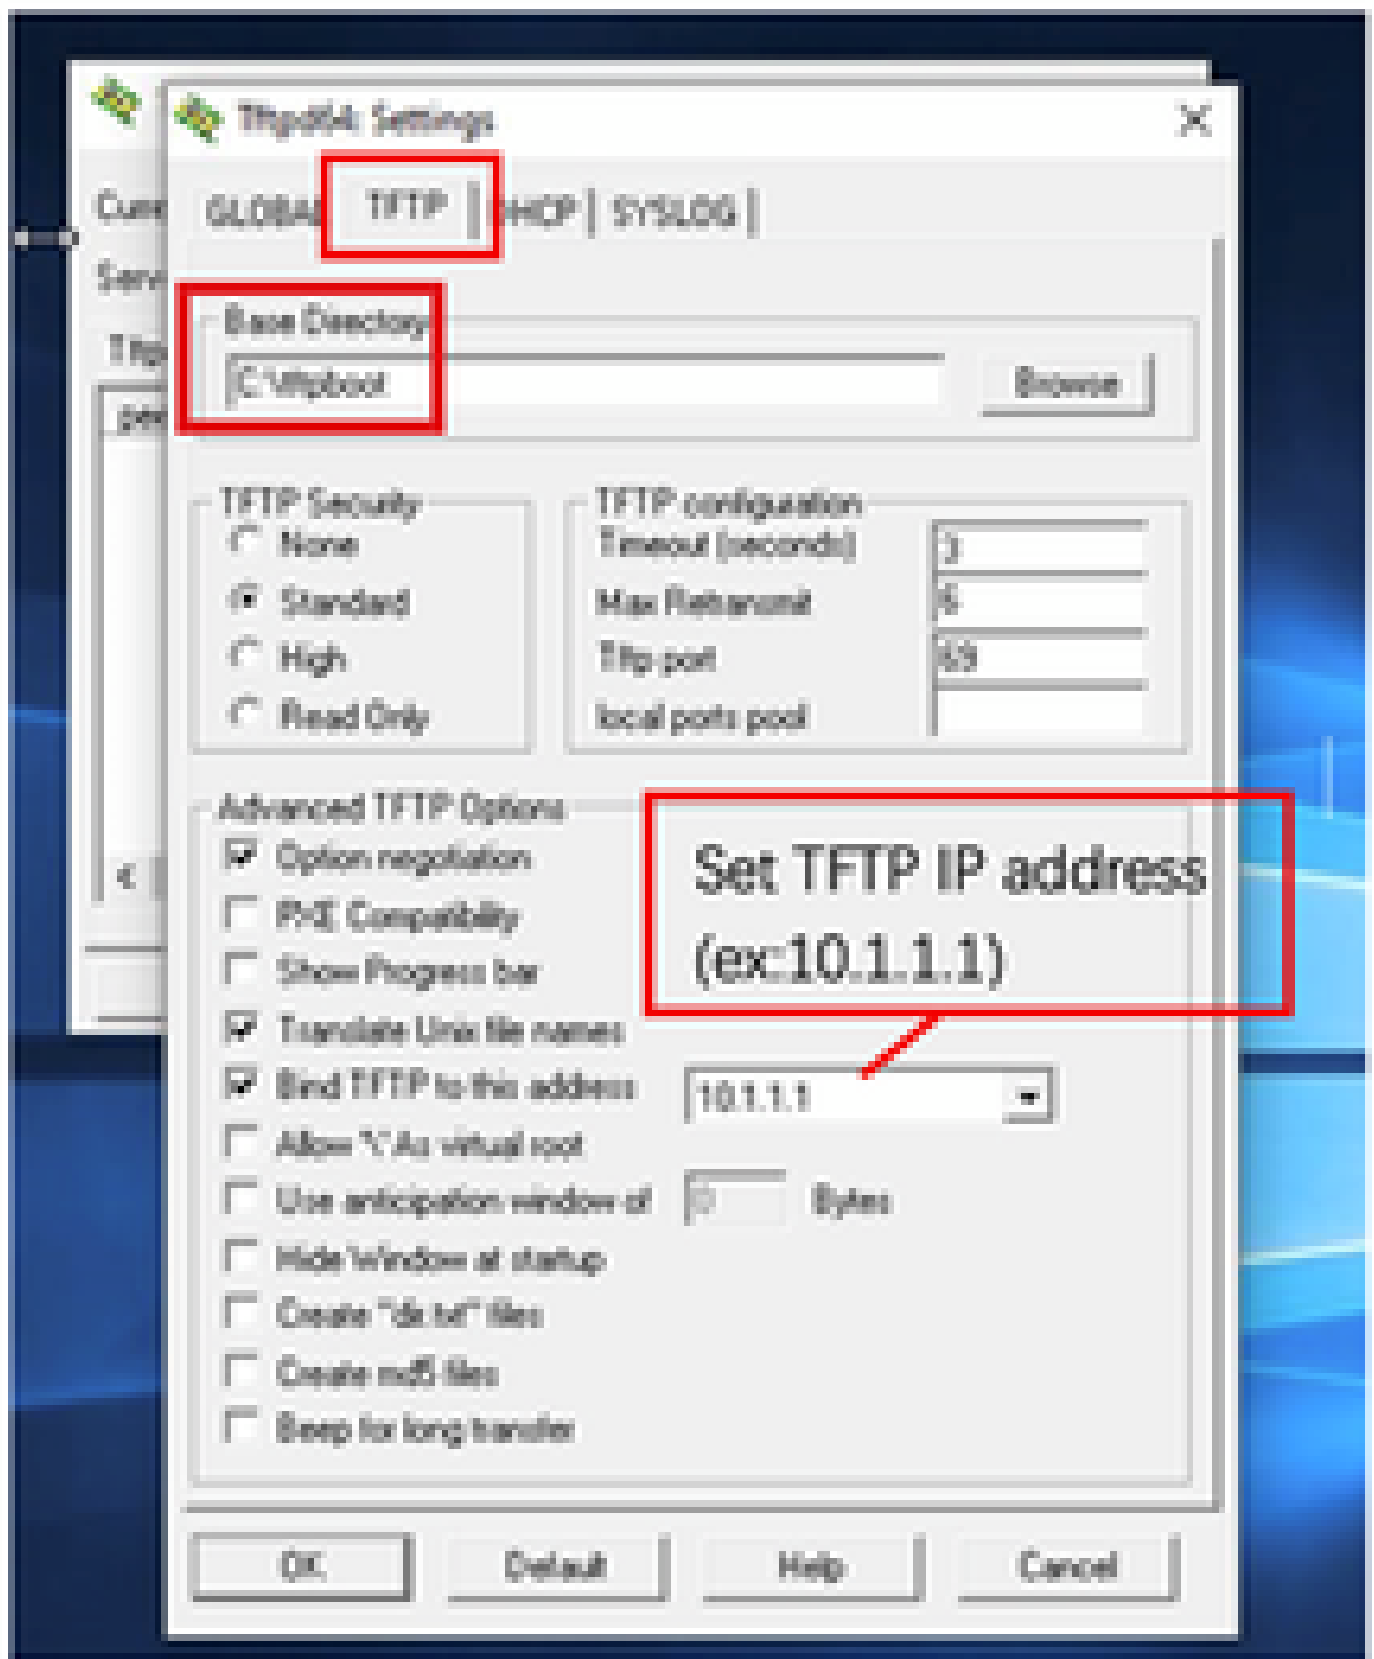 Tftpd64: Settings
GLOBAL TFTP DHCP SYSLOG
Base Directory
C:\tftpboot
Browse
TFTP Security
None
Standard
High
Read Only
TFTP configuration
Timeout (seconds) 3
Max Retransmit 6
Tftp port 69
local ports pool
Advanced TFTP Options
Option negotiation
PXE Compatibility
Show Progress bar
Translate Unix file names
Bind TFTP to this address 10.1.1.1
Allow '\' As virtual root
Use anticipation window of 0 Bytes
Hide Window at startup
Create "dir.txt" files
Create md5 files
Beep for long transfer
Set TFTP IP address
(ex:10.1.1.1)
OK Default Help Cancel